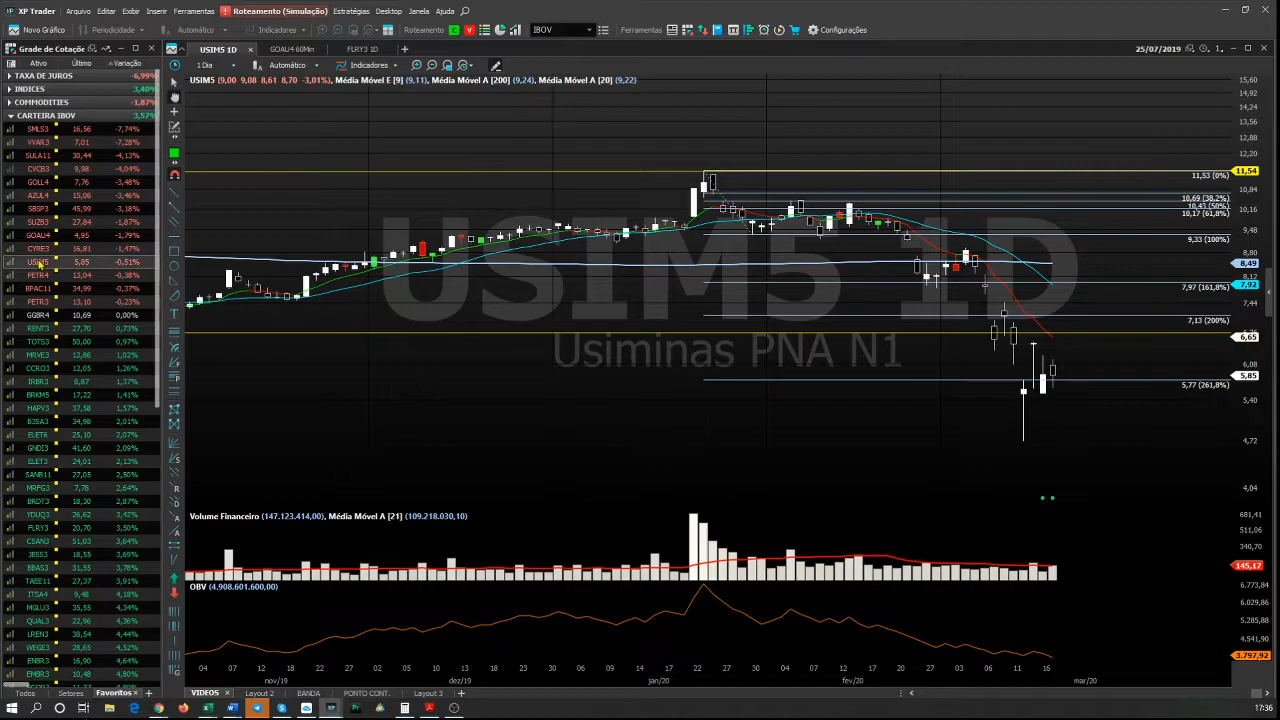 XP Trader Arquivo Editar Exibir Inserir Ferramentas ! Roteamento (Simulação) Estratégias Desktop Janela Ajuda
Novo Gráfico Indicadores Roteamento C V IBOV Ferramentas Configurações
Grade de Cotaçõe
USIM5 1D GOAU4 60Min FLRY3 1D 25/07/2019
Ativo Último Variação
1 Dia Automático Indicadores
TAXA DE JUROS -6,99%
INDICES 3,40%
COMMODITIES -1,87%
CARTEIRA IBOV 3,57%
SMLS3 16,56 -7,74%
VVAR3 7,01 -7,28%
SULA11 30,44 -4,13%
CVCB3 9,98 -4,04%
GOLL4 7,76 -3,48%
AZUL4 15,06 -3,46%
SBSP3 45,99 -3,18%
SUZB3 27,84 -1,87%
GOAU4 4,95 -1,79%
CYRE3 16,81 -1,47%
USIM5 5,85 -0,51%
PETR4 13,04 -0,38%
BPAC11 34,99 -0,37%
PETR3 13,10 -0,23%
GGBR4 10,69 0,00%
RENT3 27,70 0,73%
TOTS3 50,00 0,97%
MRVE3 12,86 1,02%
CCRO3 12,05 1,26%
IRBR3 8,87 1,37%
BRKM5 17,22 1,41%
HAPV3 37,58 1,57%
B3SA3 34,98 2,01%
ELET6 25,10 2,07%
GNDI3 41,60 2,09%
ELET3 24,01 2,13%
SANB11 27,05 2,50%
MRFG3 7,78 2,64%
BRDT3 18,30 2,87%
YDUQ3 26,62 3,42%
FLRY3 20,70 3,50%
CSAN3 51,03 3,64%
JBSS3 18,55 3,69%
BBAS3 31,55 3,78%
TAEE11 27,37 3,91%
ITSA4 9,48 4,18%
MGLU3 35,55 4,34%
QUAL3 22,96 4,36%
LREN3 38,54 4,44%
WEGE3 28,65 4,52%
ENBR3 16,90 4,64%
EMBR3 16,31 4,80%
Todos Setores Favoritos
USIM5 (9,00 9,08 8,61 8,70 -3,01%), Média Móvel E [9] (9,11), Média Móvel A [200] (9,24), Média Móvel A [20] (9,22)
USIM5 1D
Usiminas PNA N1
11,53 (0%)
10,69 (38,2%)
10,43 (50%)
10,17 (61,8%)
9,33 (100%)
7,97 (161,8%)
7,13 (200%)
5,77 (261,8%)
15,60
14,92
14,24
13,56
12,88
12,20
11,54
10,84
10,16
9,48
8,80
8,49
8,12
7,92
7,44
6,76
6,65
6,08
5,85
5,40
4,72
4,04
Volume Financeiro (147.123.414,00), Média Móvel A [21] (109.218.030,10)
681,41
511,06
340,70
145,17
OBV (4.908.601.600,00)
6.773,84
6.029,86
5.285,88
4.541,90
3.797,92
04 07 12 18 22 27 02 05 10 13 18 23 30 03 08 13 17 22 27 30 04 07 12 17 20 27 03 06 11 16
nov/19 dez/19 jan/20 fev/20 mar/20
VIDEOS Layout 2 BANDA PONTO CONT. Layout 3
17:36